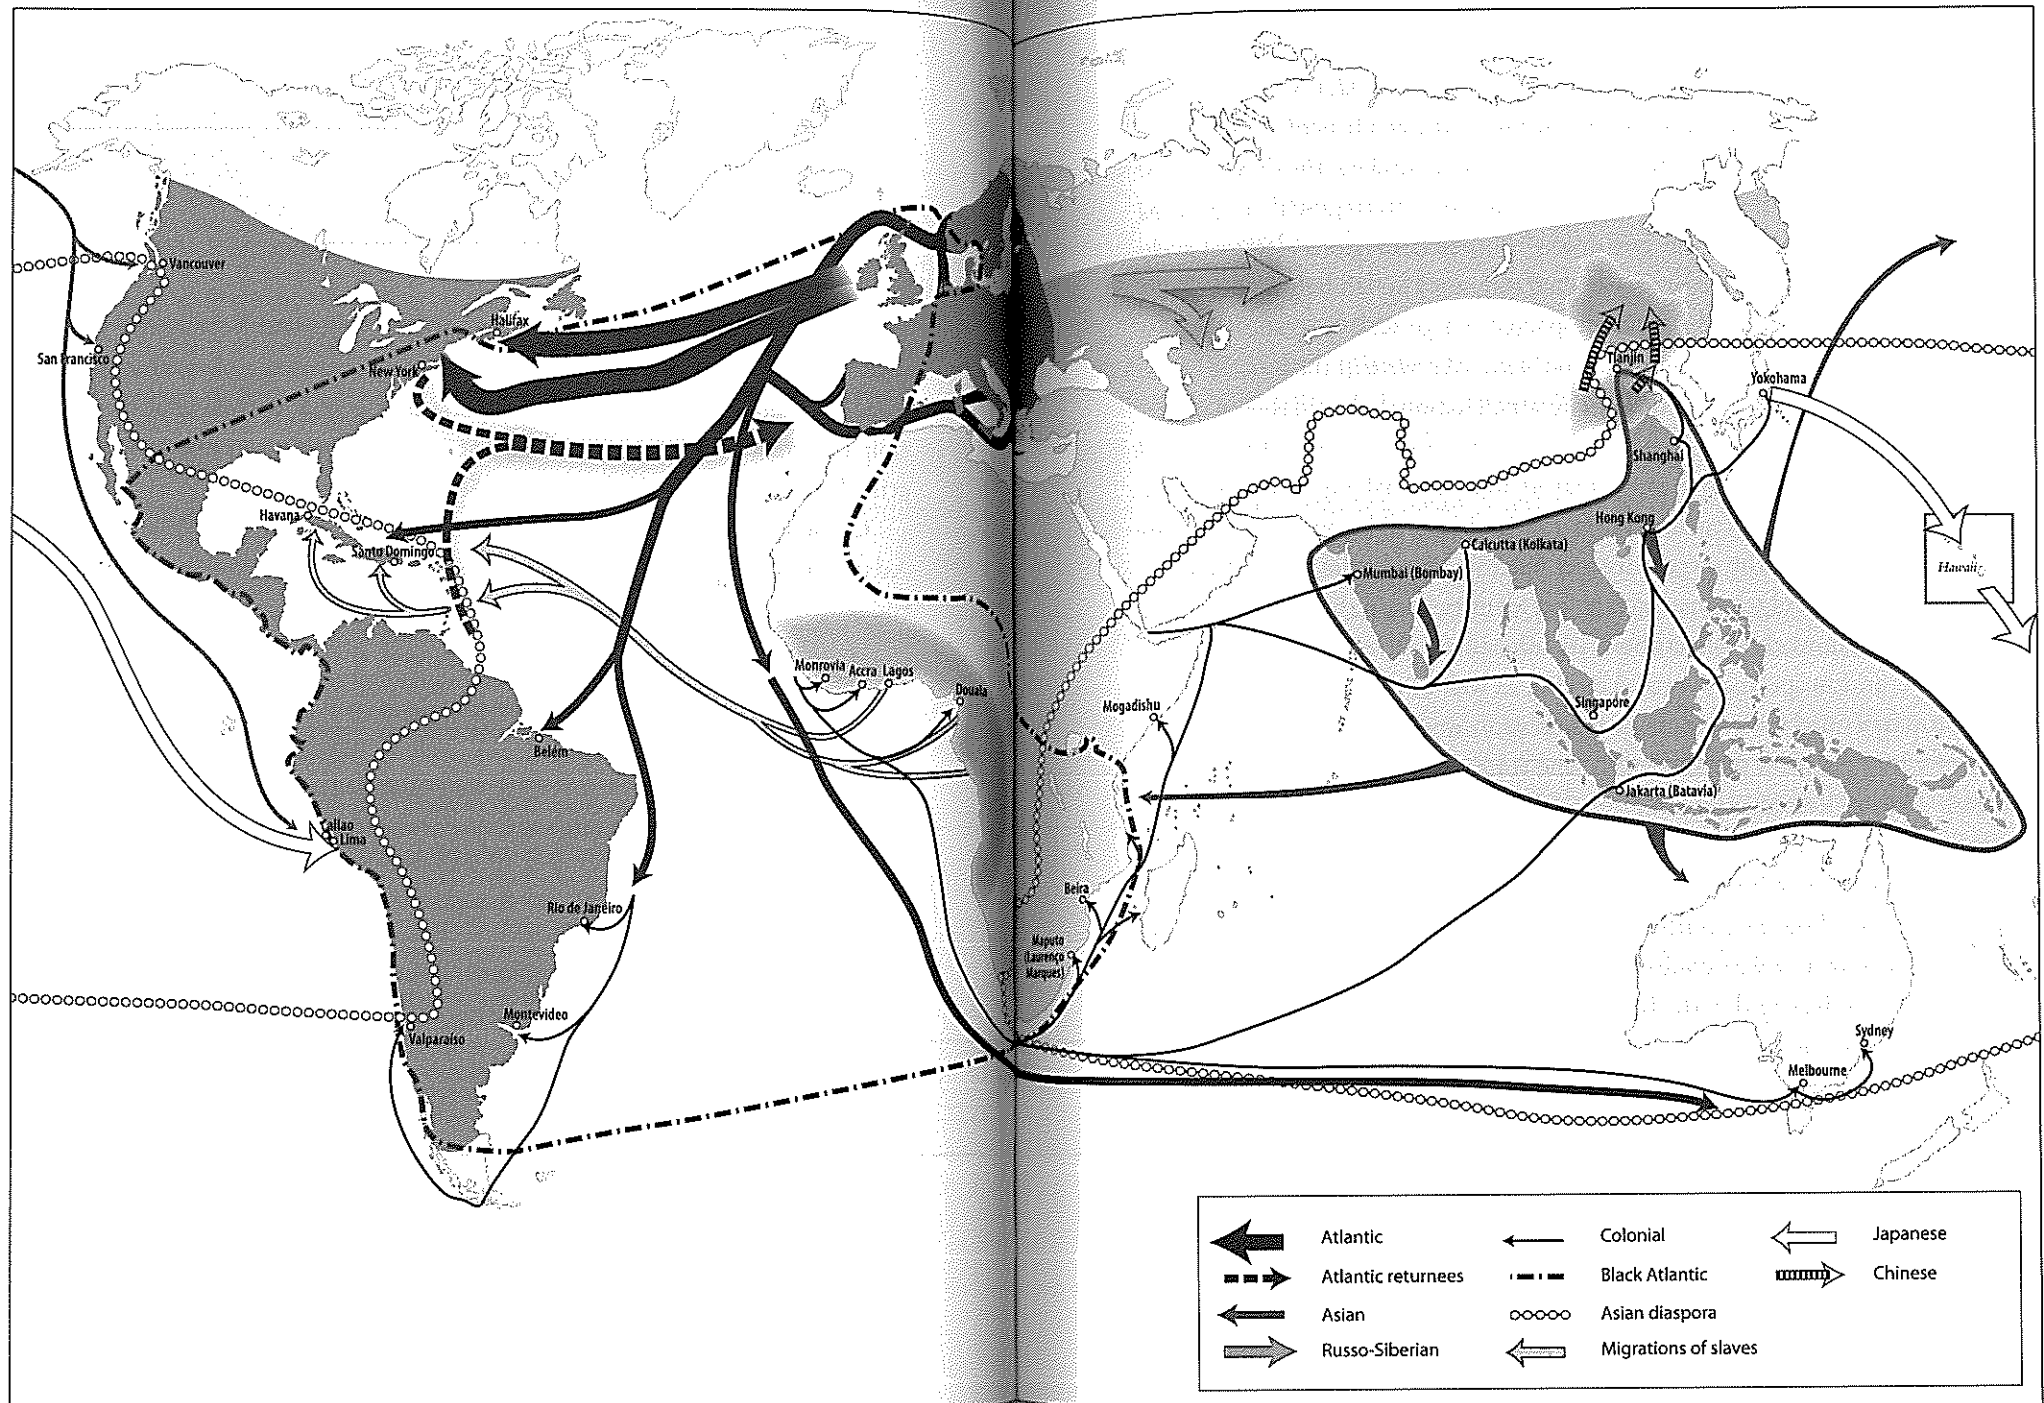 Vancouver
San Francisco
Halifax
New York
Havana
Santo Domingo
Callao
Lima
Belém
Rio de Janeiro
Montevideo
Valparaíso
Monrovia
Accra
Lagos
Douala
Mogadishu
Beira
Maputo
(Laurenço
Marques)
Mumbai (Bombay)
Calcutta (Kolkata)
Tianjin
Yokohama
Shanghai
Hong Kong
Singapore
Jakarta (Batavia)
Hawaii
Sydney
Melbourne
Atlantic
Atlantic returnees
Asian
Russo-Siberian
Colonial
Black Atlantic
Asian diaspora
Migrations of slaves
Japanese
Chinese